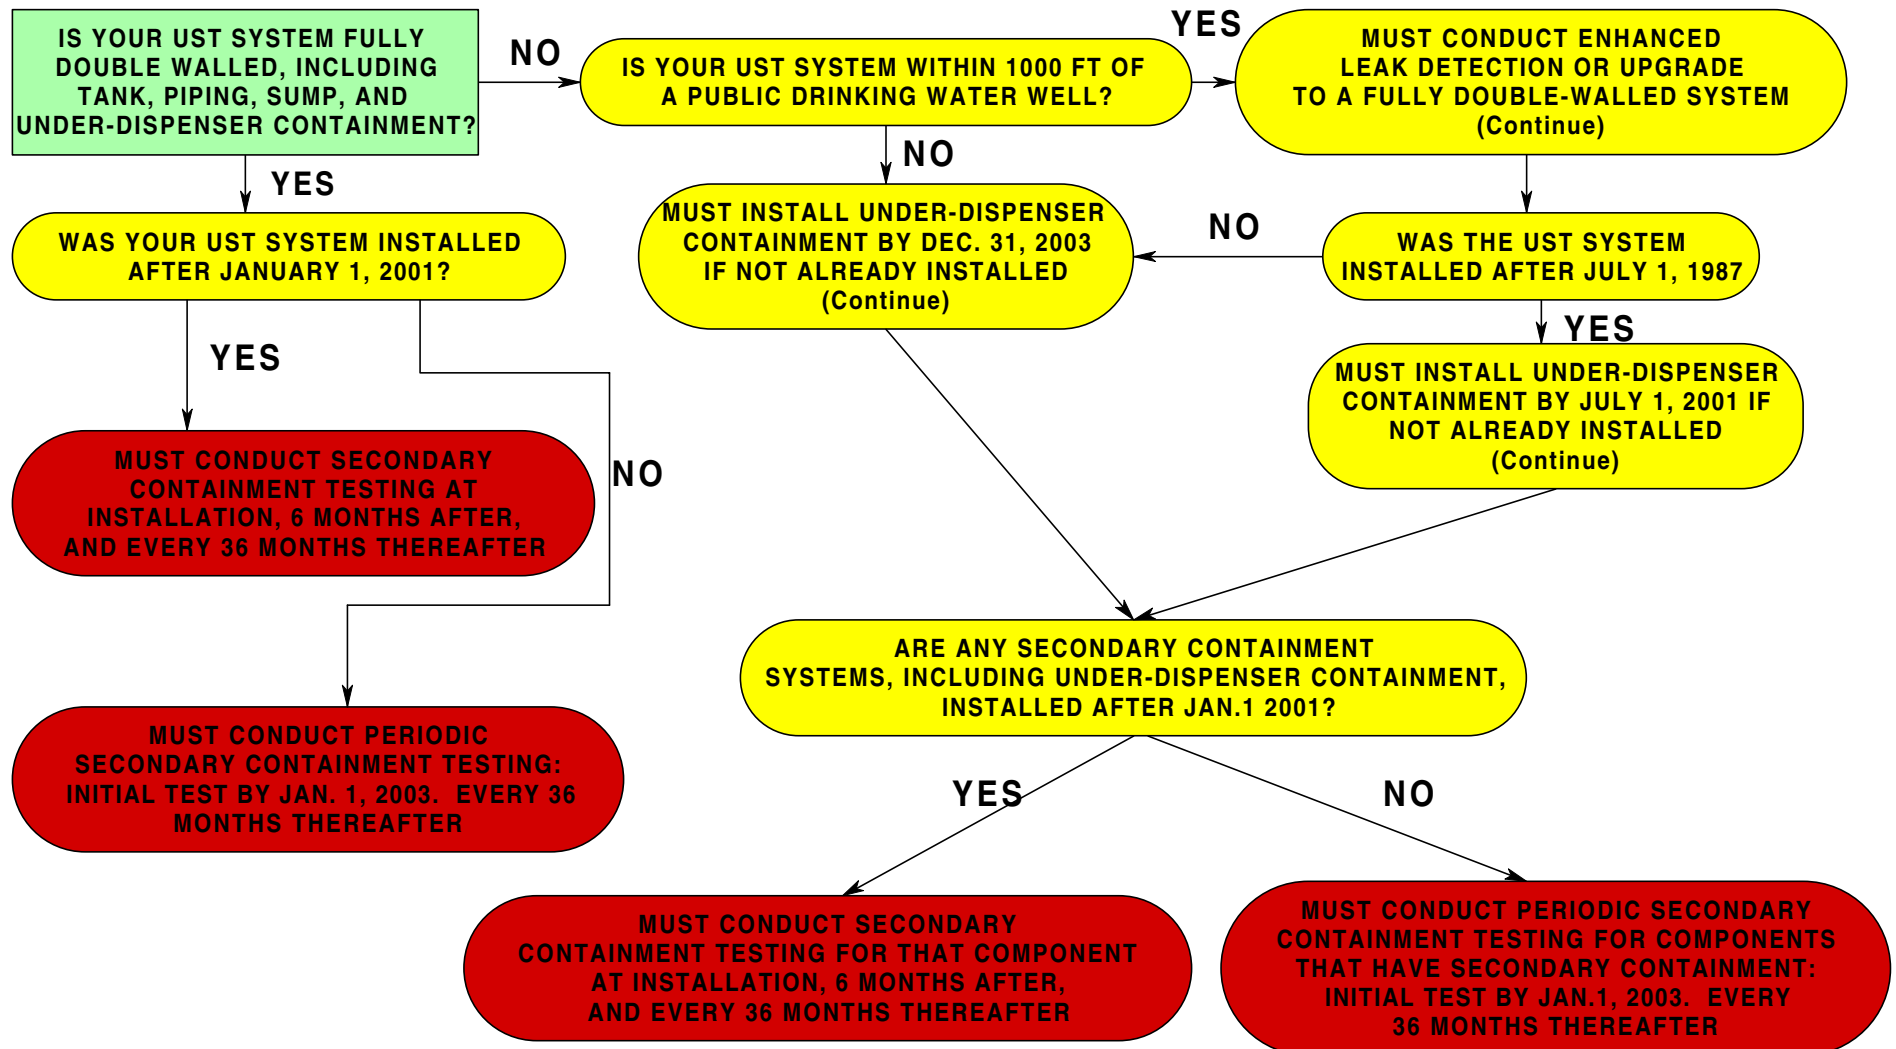 IS YOUR UST SYSTEM FULLY
DOUBLE WALLED, INCLUDING
TANK, PIPING, SUMP, AND
UNDER-DISPENSER CONTAINMENT?
NO
IS YOUR UST SYSTEM WITHIN 1000 FT OF
A PUBLIC DRINKING WATER WELL?
YES
MUST CONDUCT ENHANCED
LEAK DETECTION OR UPGRADE
TO A FULLY DOUBLE-WALLED SYSTEM
(Continue)
YES
NO
WAS YOUR UST SYSTEM INSTALLED
AFTER JANUARY 1, 2001?
MUST INSTALL UNDER-DISPENSER
CONTAINMENT BY DEC. 31, 2003
IF NOT ALREADY INSTALLED
(Continue)
NO
WAS THE UST SYSTEM
INSTALLED AFTER JULY 1, 1987
YES
MUST INSTALL UNDER-DISPENSER
CONTAINMENT BY JULY 1, 2001 IF
NOT ALREADY INSTALLED
(Continue)
YES
MUST CONDUCT SECONDARY
CONTAINMENT TESTING AT
INSTALLATION, 6 MONTHS AFTER,
AND EVERY 36 MONTHS THEREAFTER
NO
MUST CONDUCT PERIODIC
SECONDARY CONTAINMENT TESTING:
INITIAL TEST BY JAN. 1, 2003. EVERY 36
MONTHS THEREAFTER
ARE ANY SECONDARY CONTAINMENT
SYSTEMS, INCLUDING UNDER-DISPENSER CONTAINMENT,
INSTALLED AFTER JAN.1 2001?
YES
NO
MUST CONDUCT SECONDARY
CONTAINMENT TESTING FOR THAT COMPONENT
AT INSTALLATION, 6 MONTHS AFTER,
AND EVERY 36 MONTHS THEREAFTER
MUST CONDUCT PERIODIC SECONDARY
CONTAINMENT TESTING FOR COMPONENTS
THAT HAVE SECONDARY CONTAINMENT:
INITIAL TEST BY JAN.1, 2003. EVERY
36 MONTHS THEREAFTER